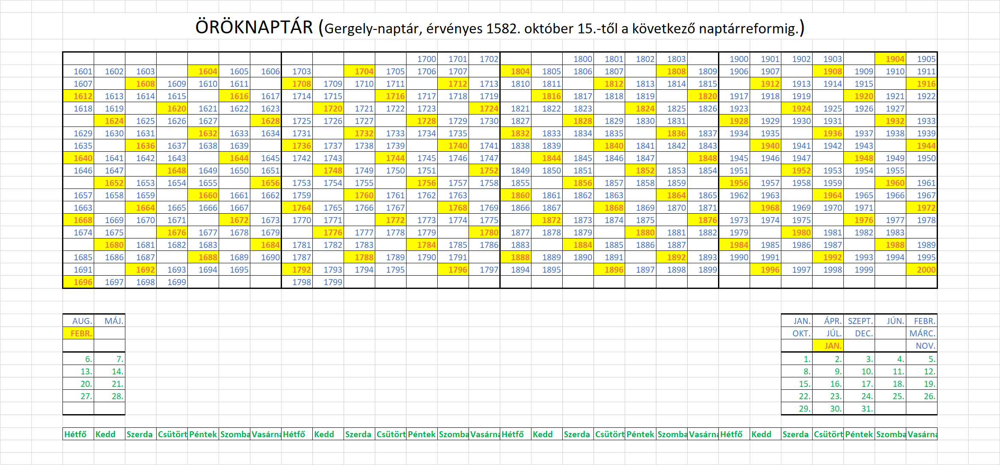 ÖRÖKNAPTÁR (Gergely-naptár, érvényes 1582. október 15.-től a következő naptárreformig.)
1700 1701 1702 1800 1801 1802 1803 1900 1901 1902 1903 1904 1905
1601 1602 1603 1604 1605 1606 1703 1704 1705 1706 1707 1804 1805 1806 1807 1808 1809 1906 1907 1908 1909 1910 1911
1607 1608 1609 1610 1611 1708 1709 1710 1711 1712 1713 1810 1811 1812 1813 1814 1815 1912 1913 1914 1915 1916
1612 1613 1614 1615 1616 1617 1714 1715 1716 1717 1718 1719 1816 1817 1818 1819 1820 1917 1918 1919 1920 1921 1922
1618 1619 1620 1621 1622 1623 1720 1721 1722 1723 1724 1821 1822 1823 1824 1825 1826 1923 1924 1925 1926 1927
1624 1625 1626 1627 1628 1725 1726 1727 1728 1729 1730 1827 1828 1829 1830 1831 1928 1929 1930 1931 1932 1933
1629 1630 1631 1632 1633 1634 1731 1732 1733 1734 1735 1832 1833 1834 1835 1836 1837 1934 1935 1936 1937 1938 1939
1635 1636 1637 1638 1639 1736 1737 1738 1739 1740 1741 1838 1839 1840 1841 1842 1843 1940 1941 1942 1943 1944
1640 1641 1642 1643 1644 1645 1742 1743 1744 1745 1746 1747 1844 1845 1846 1847 1848 1945 1946 1947 1948 1949 1950
1646 1647 1648 1649 1650 1651 1748 1749 1750 1751 1752 1849 1850 1851 1852 1853 1854 1951 1952 1953 1954 1955
1652 1653 1654 1655 1656 1753 1754 1755 1756 1757 1758 1855 1856 1857 1858 1859 1956 1957 1958 1959 1960 1961
1657 1658 1659 1660 1661 1662 1759 1760 1761 1762 1763 1860 1861 1862 1863 1864 1865 1962 1963 1964 1965 1966 1967
1663 1664 1665 1666 1667 1764 1765 1766 1767 1768 1769 1866 1867 1868 1869 1870 1871 1968 1969 1970 1971 1972
1668 1669 1670 1671 1672 1673 1770 1771 1772 1773 1774 1775 1872 1873 1874 1875 1876 1973 1974 1975 1976 1977 1978
1674 1675 1676 1677 1678 1679 1776 1777 1778 1779 1780 1877 1878 1879 1880 1881 1882 1979 1980 1981 1982 1983
1680 1681 1682 1683 1684 1781 1782 1783 1784 1785 1786 1883 1884 1885 1886 1887 1984 1985 1986 1987 1988 1989
1685 1686 1687 1688 1689 1690 1787 1788 1789 1790 1791 1888 1889 1890 1891 1892 1893 1990 1991 1992 1993 1994 1995
1691 1692 1693 1694 1695 1792 1793 1794 1795 1796 1797 1894 1895 1896 1897 1898 1899 1996 1997 1998 1999 2000
1696 1697 1698 1699 1798 1799
AUG. MÁJ. JAN. ÁPR. SZEPT. JÚN. FEBR.
FEBR. OKT. JÚL. DEC. MÁRC.
JAN. NOV.
6. 7. 1. 2. 3. 4. 5.
13. 14. 8. 9. 10. 11. 12.
20. 21. 15. 16. 17. 18. 19.
27. 28. 22. 23. 24. 25. 26.
29. 30. 31.
Hétfő Kedd Szerda Csütört Péntek Szomba Vasárna Hétfő Kedd Szerda Csütört Péntek Szomba Vasárna Hétfő Kedd Szerda Csütört Péntek Szomba Vasárna Hétfő Kedd Szerda Csütört Péntek Szomba Vasárna